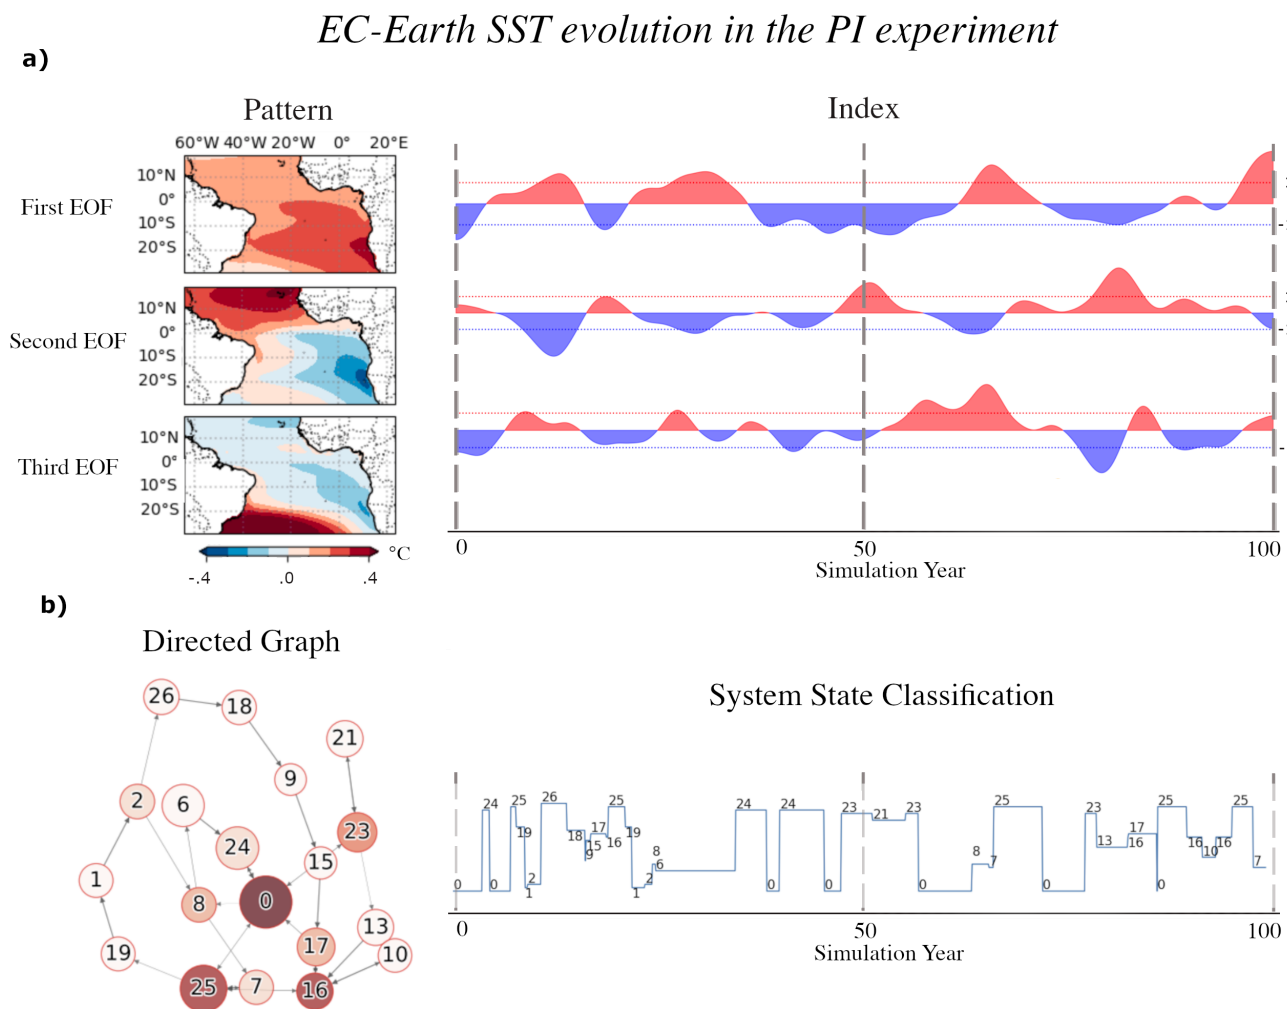 EC-Earth SST evolution in the PI experiment
a)
Pattern
Index
60°W 40°W 20°W 0° 20°E
10°N
0°
10°S
20°S
First EOF
10°N
0°
10°S
20°S
Second EOF
10°N
0°
10°S
20°S
Third EOF
°C
-.4 .0 .4
0 50 100
Simulation Year
b)
Directed Graph
System State Classification
26
18
21
9
2
6
23
24
15
1
0
8
13
17
19
10
25
7
16
0 24 0 25 19 1 2 26 18 9 15 17 16 25 19 1 2 8 6 24 0 24 0 23 21 23 0 8 7 25 0 23 13 17 16 0 25 16 10 16 25 7
0 50 100
Simulation Year